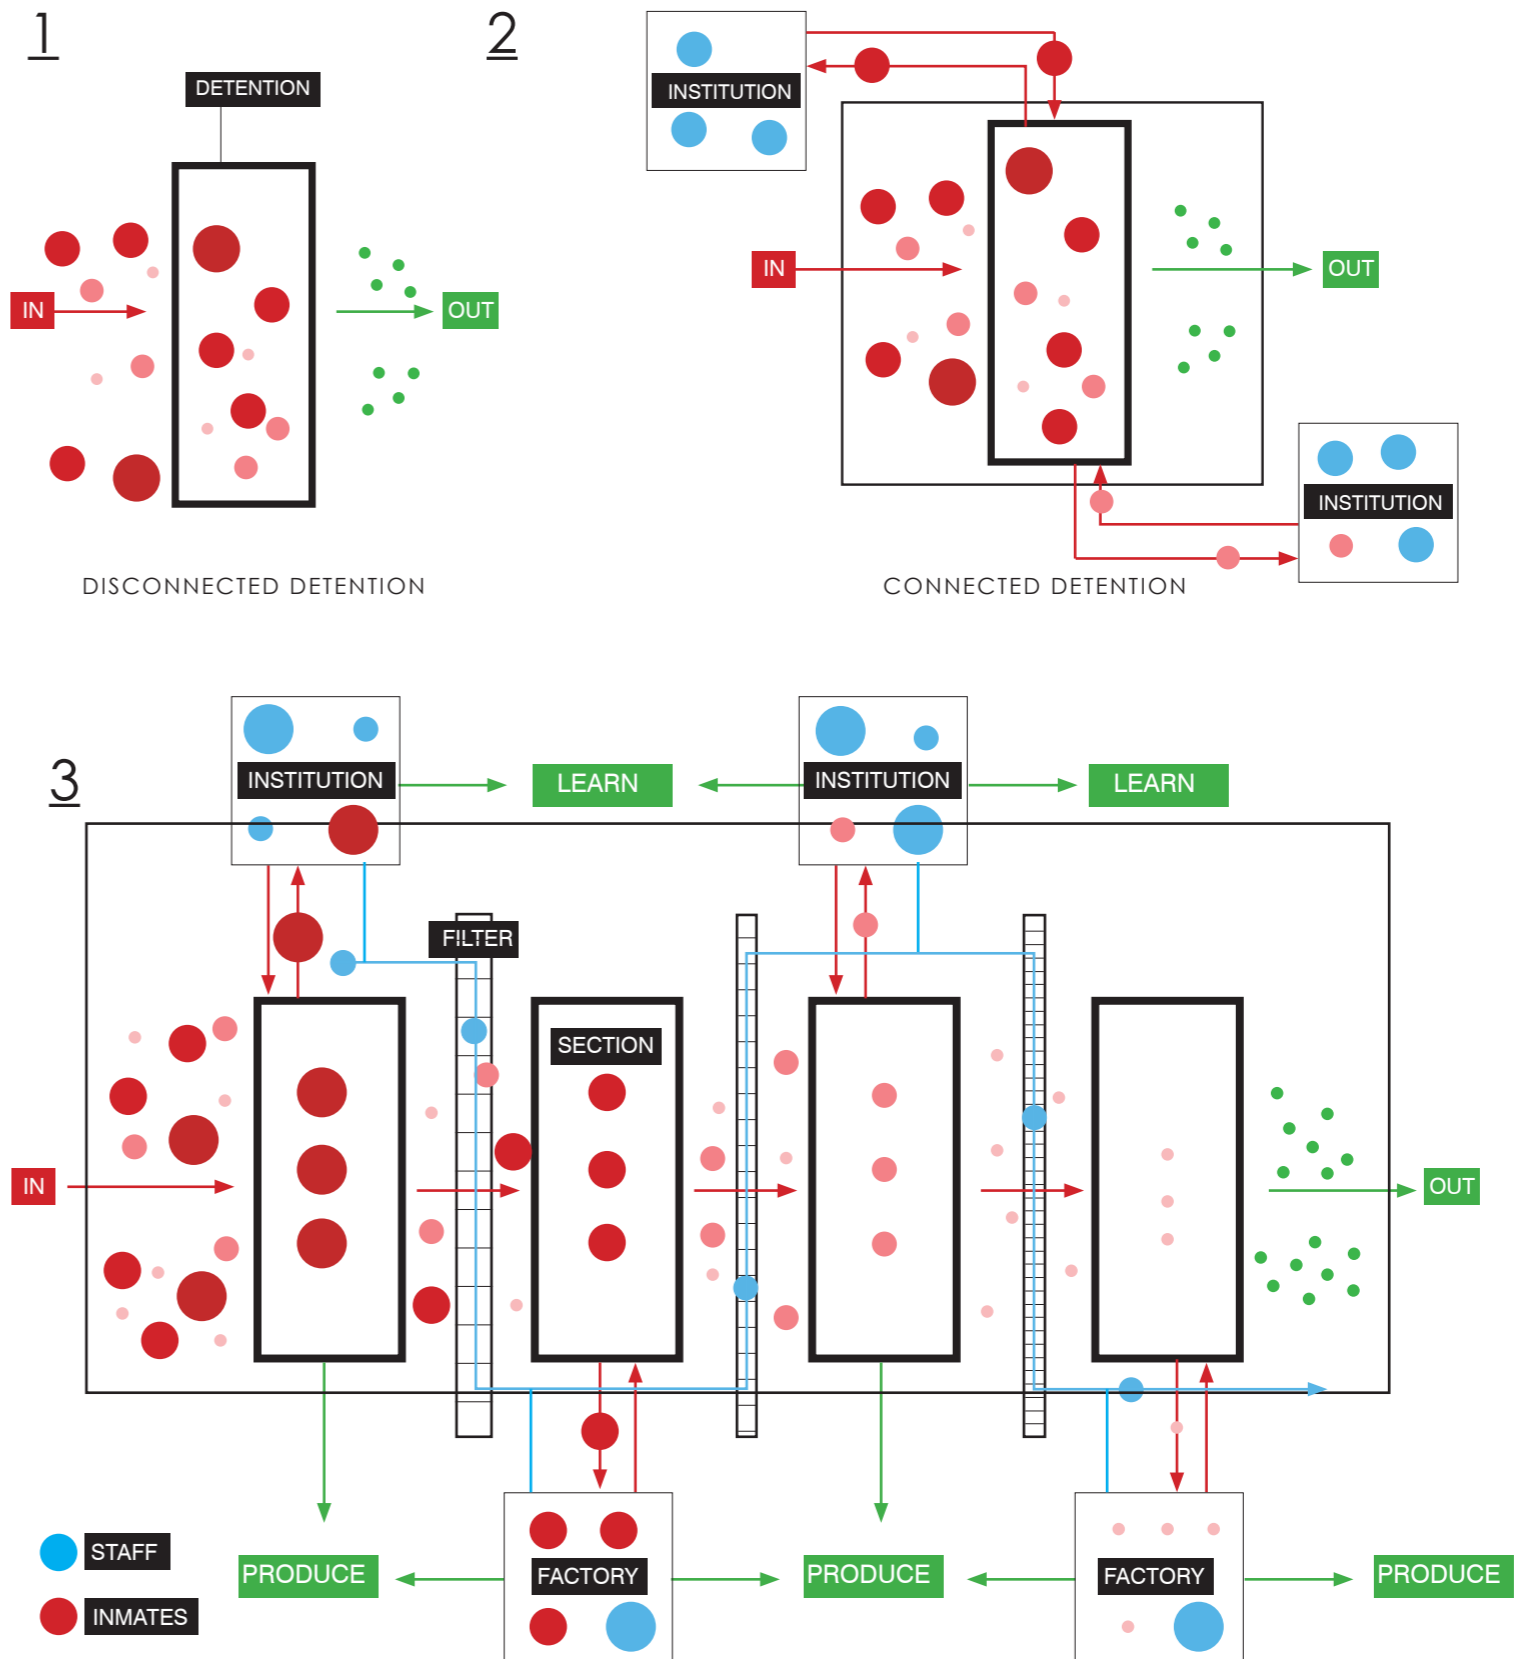 1
DETENTION
IN
OUT
DISCONNECTED DETENTION
2
INSTITUTION
IN
OUT
INSTITUTION
CONNECTED DETENTION
3
INSTITUTION
LEARN
INSTITUTION
LEARN
FILTER
SECTION
IN
OUT
STAFF
INMATES
PRODUCE
FACTORY
PRODUCE
FACTORY
PRODUCE